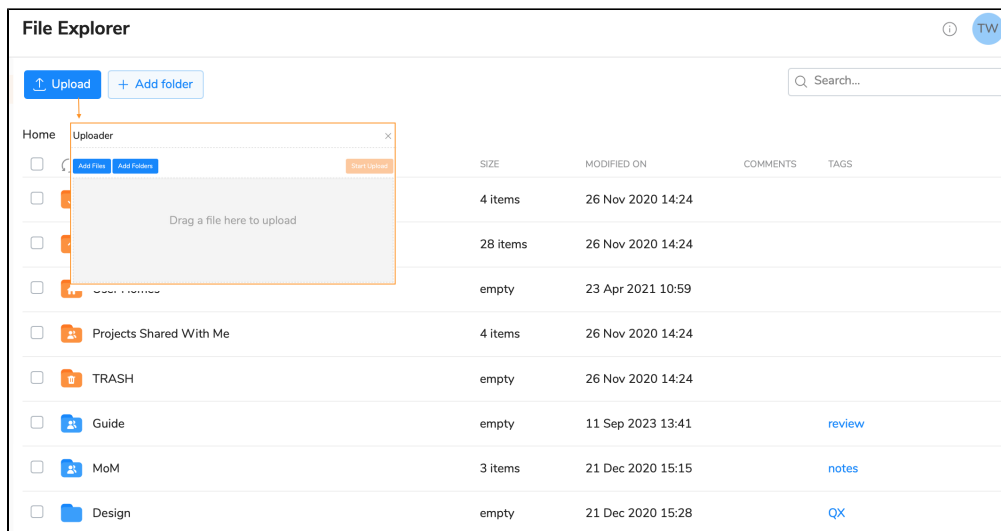 File Explorer
TW
Upload
+ Add folder
Search...
Home
Uploader
Add Files
Add Folders
Start Upload
Drag a file here to upload
SIZE
MODIFIED ON
COMMENTS
TAGS
4 items
26 Nov 2020 14:24
28 items
26 Nov 2020 14:24
User Homes
empty
23 Apr 2021 10:59
Projects Shared With Me
4 items
26 Nov 2020 14:24
TRASH
empty
26 Nov 2020 14:24
Guide
empty
11 Sep 2023 13:41
review
MoM
3 items
21 Dec 2020 15:15
notes
Design
empty
21 Dec 2020 15:28
QX